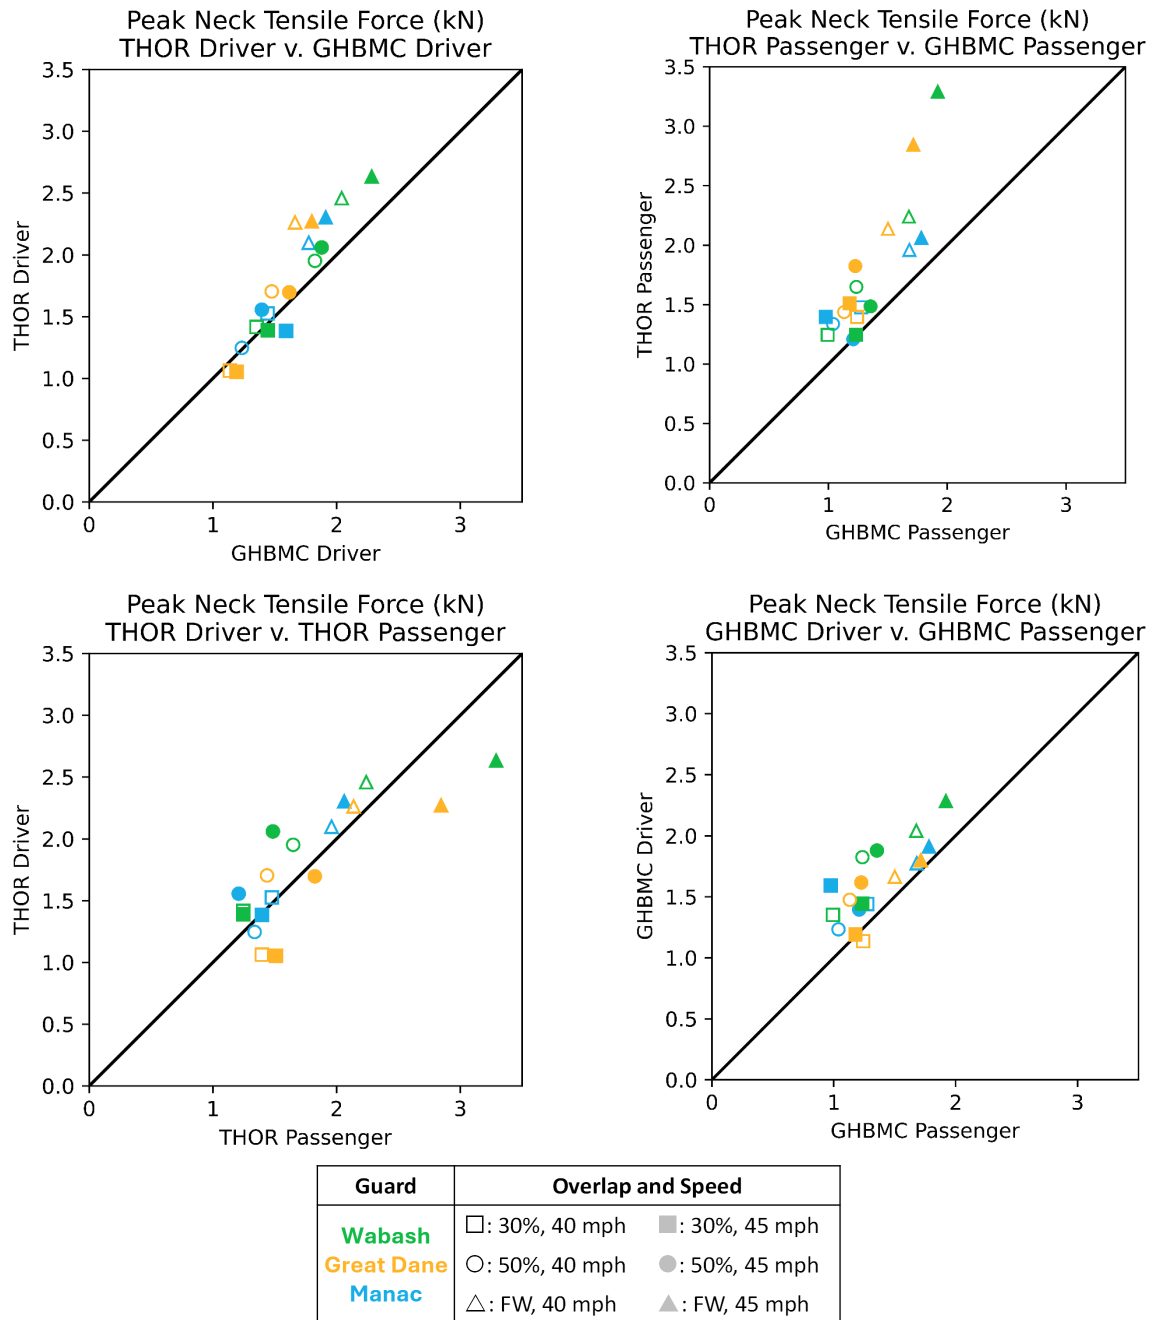 Peak Neck Tensile Force (kN)
THOR Driver v. GHBMC Driver
3.5
3.0
2.5
2.0
1.5
1.0
0.5
0.0
THOR Driver
0 1 2 3
GHBMC Driver
Peak Neck Tensile Force (kN)
THOR Passenger v. GHBMC Passenger
3.5
3.0
2.5
2.0
1.5
1.0
0.5
0.0
THOR Passenger
0 1 2 3
GHBMC Passenger
Peak Neck Tensile Force (kN)
THOR Driver v. THOR Passenger
3.5
3.0
2.5
2.0
1.5
1.0
0.5
0.0
THOR Driver
0 1 2 3
THOR Passenger
Peak Neck Tensile Force (kN)
GHBMC Driver v. GHBMC Passenger
3.5
3.0
2.5
2.0
1.5
1.0
0.5
0.0
GHBMC Driver
0 1 2 3
GHBMC Passenger
Guard
Wabash
Great Dane
Manac
Overlap and Speed
: 30%, 40 mph : 30%, 45 mph
: 50%, 40 mph : 50%, 45 mph
: FW, 40 mph : FW, 45 mph